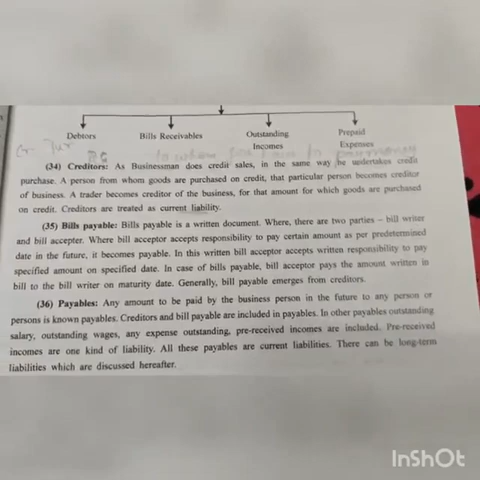 Debtors Bills Receivables Outstanding Incomes Prepaid Expenses
(34) Creditors: As Businessman does credit sales, in the same way he undertakes credit
purchase. A person from whom goods are purchased on credit, that particular person becomes creditor
of business. A trader becomes creditor of the business, for that amount for which goods are purchased
on credit. Creditors are treated as current liability.
(35) Bills payable: Bills payable is a written document. Where, there are two parties – bill writer
and bill accepter. Where bill acceptor accepts responsibility to pay certain amount as per predetermined
date in the future, it becomes payable. In this written bill acceptor accepts written responsibility to pay
specified amount on specified date. In case of bills payable, bill acceptor pays the amount written in
bill to the bill writer on maturity date. Generally, bill payable emerges from creditors.
(36) Payables: Any amount to be paid by the business person in the future to any person or
persons is known payables. Creditors and bill payable are included in payables. In other payables outstanding
salary, outstanding wages, any expense outstanding, pre-received incomes are included. Pre-received
incomes are one kind of liability. All these payables are current liabilities. There can be long-term
liabilities which are discussed hereafter.
InShOt